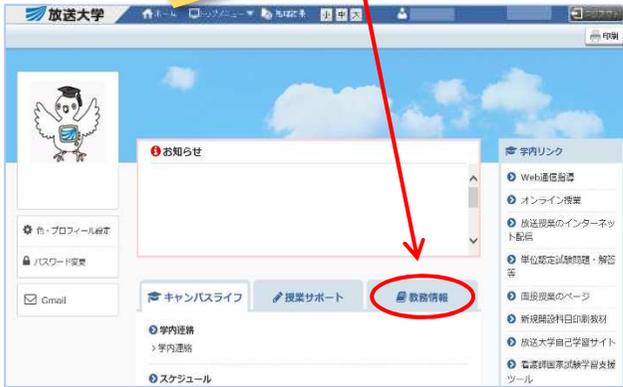 放送大学
ホーム
小 中 大
印刷
お知らせ
学内リンク
Web通信指導
オンライン授業
放送授業のインターネッ
ト配信
単位認定試験問題・解答
等
面接授業のページ
新規開設科目印刷教材
放送大学自己学習サイト
看護師国家試験学習支援
ツール
色・プロフィール設定
パスワード変更
Gmail
キャンパスライフ
授業サポート
教務情報
学内連絡
>学内連絡
スケジュール